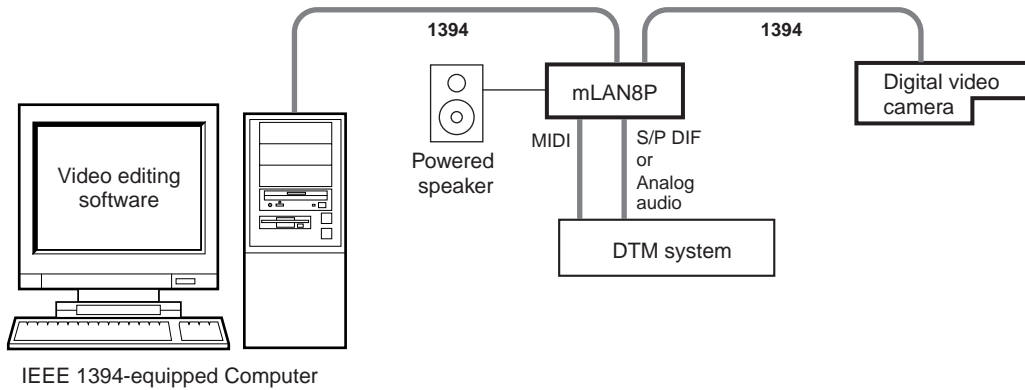 1394
1394
mLAN8P
Digital video
camera
MIDI
S/P DIF
or
Analog
audio
Powered
speaker
Video editing
software
DTM system
IEEE 1394-equipped Computer